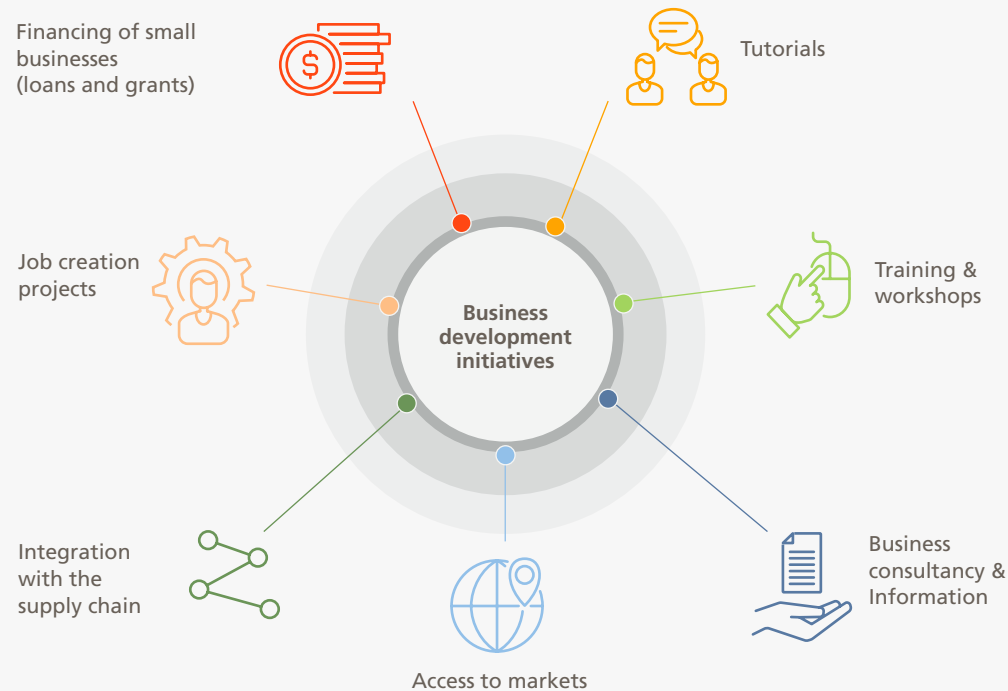 Financing of small
businesses
(loans and grants)
$
Tutorials
Job creation
projects
Business
development
initiatives
Training &
workshops
Integration
with the
supply chain
Business
consultancy &
Information
Access to markets